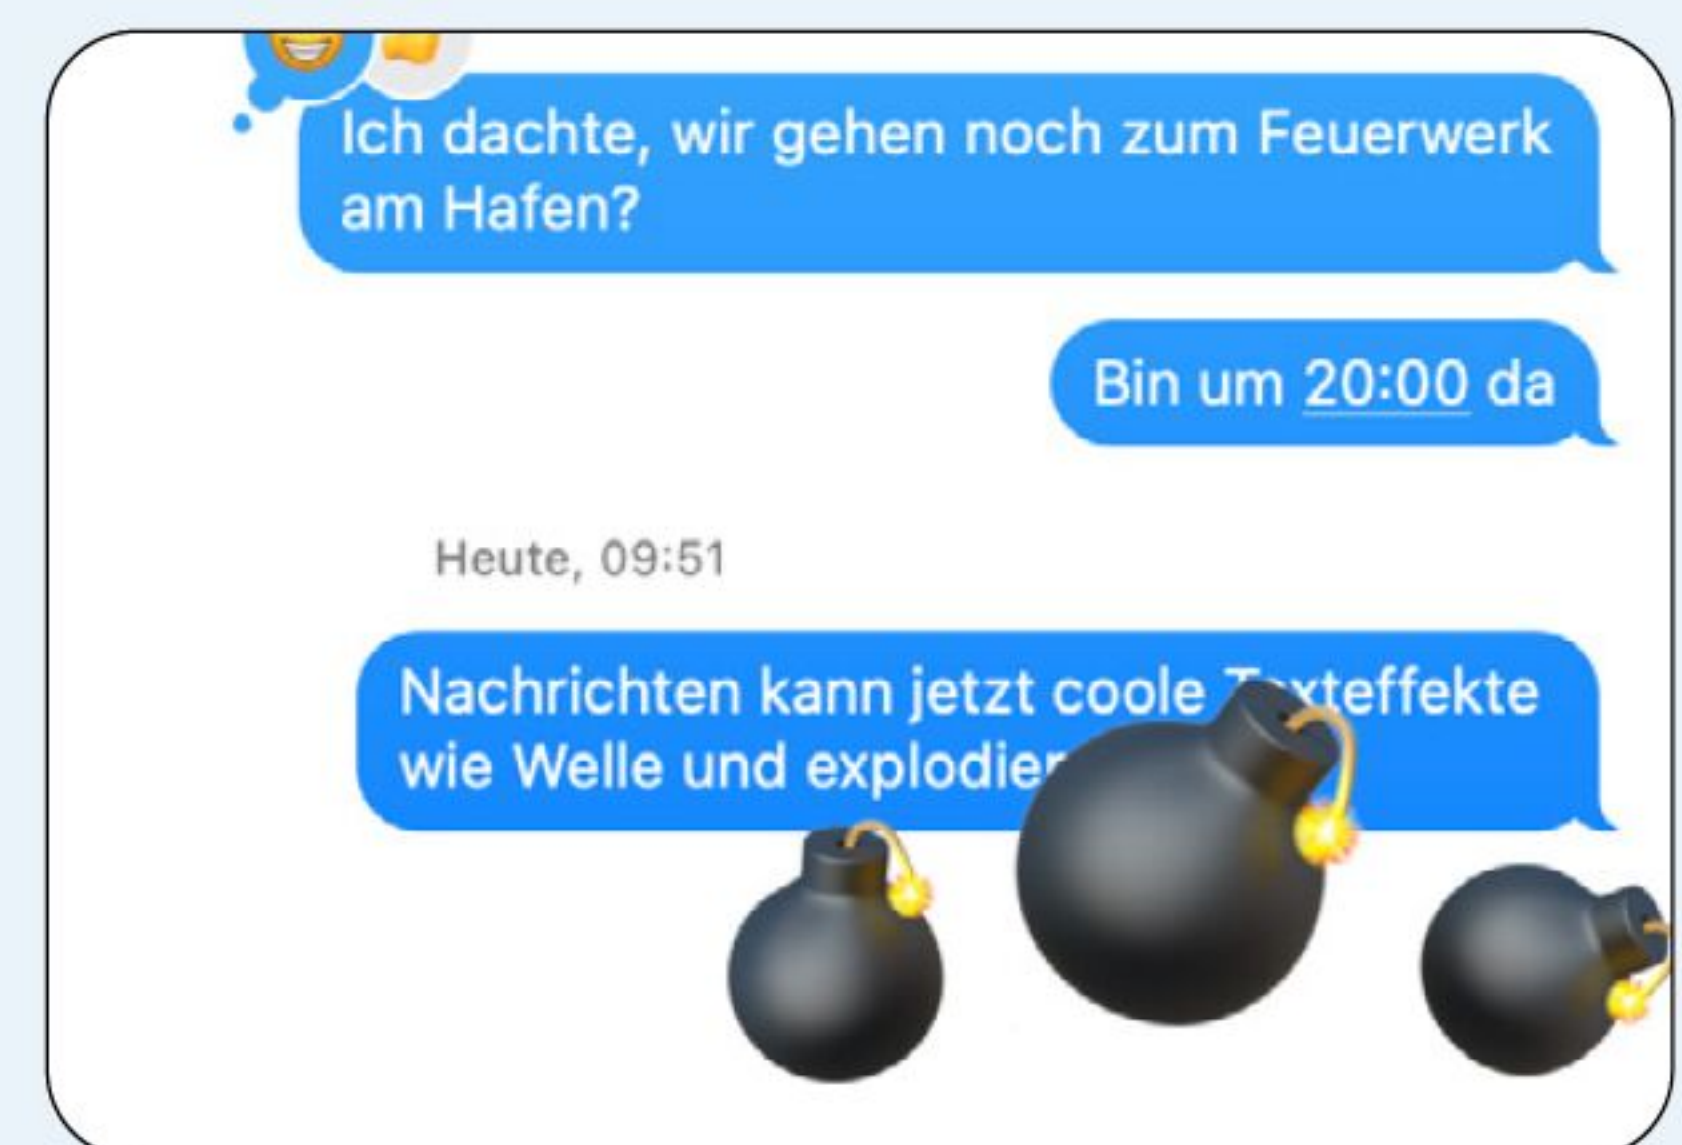 Ich dachte, wir gehen noch zum Feuerwerk
am Hafen?
Bin um 20:00 da
Heute, 09:51
Nachrichten kann jetzt coole Texteffekte
wie Welle und